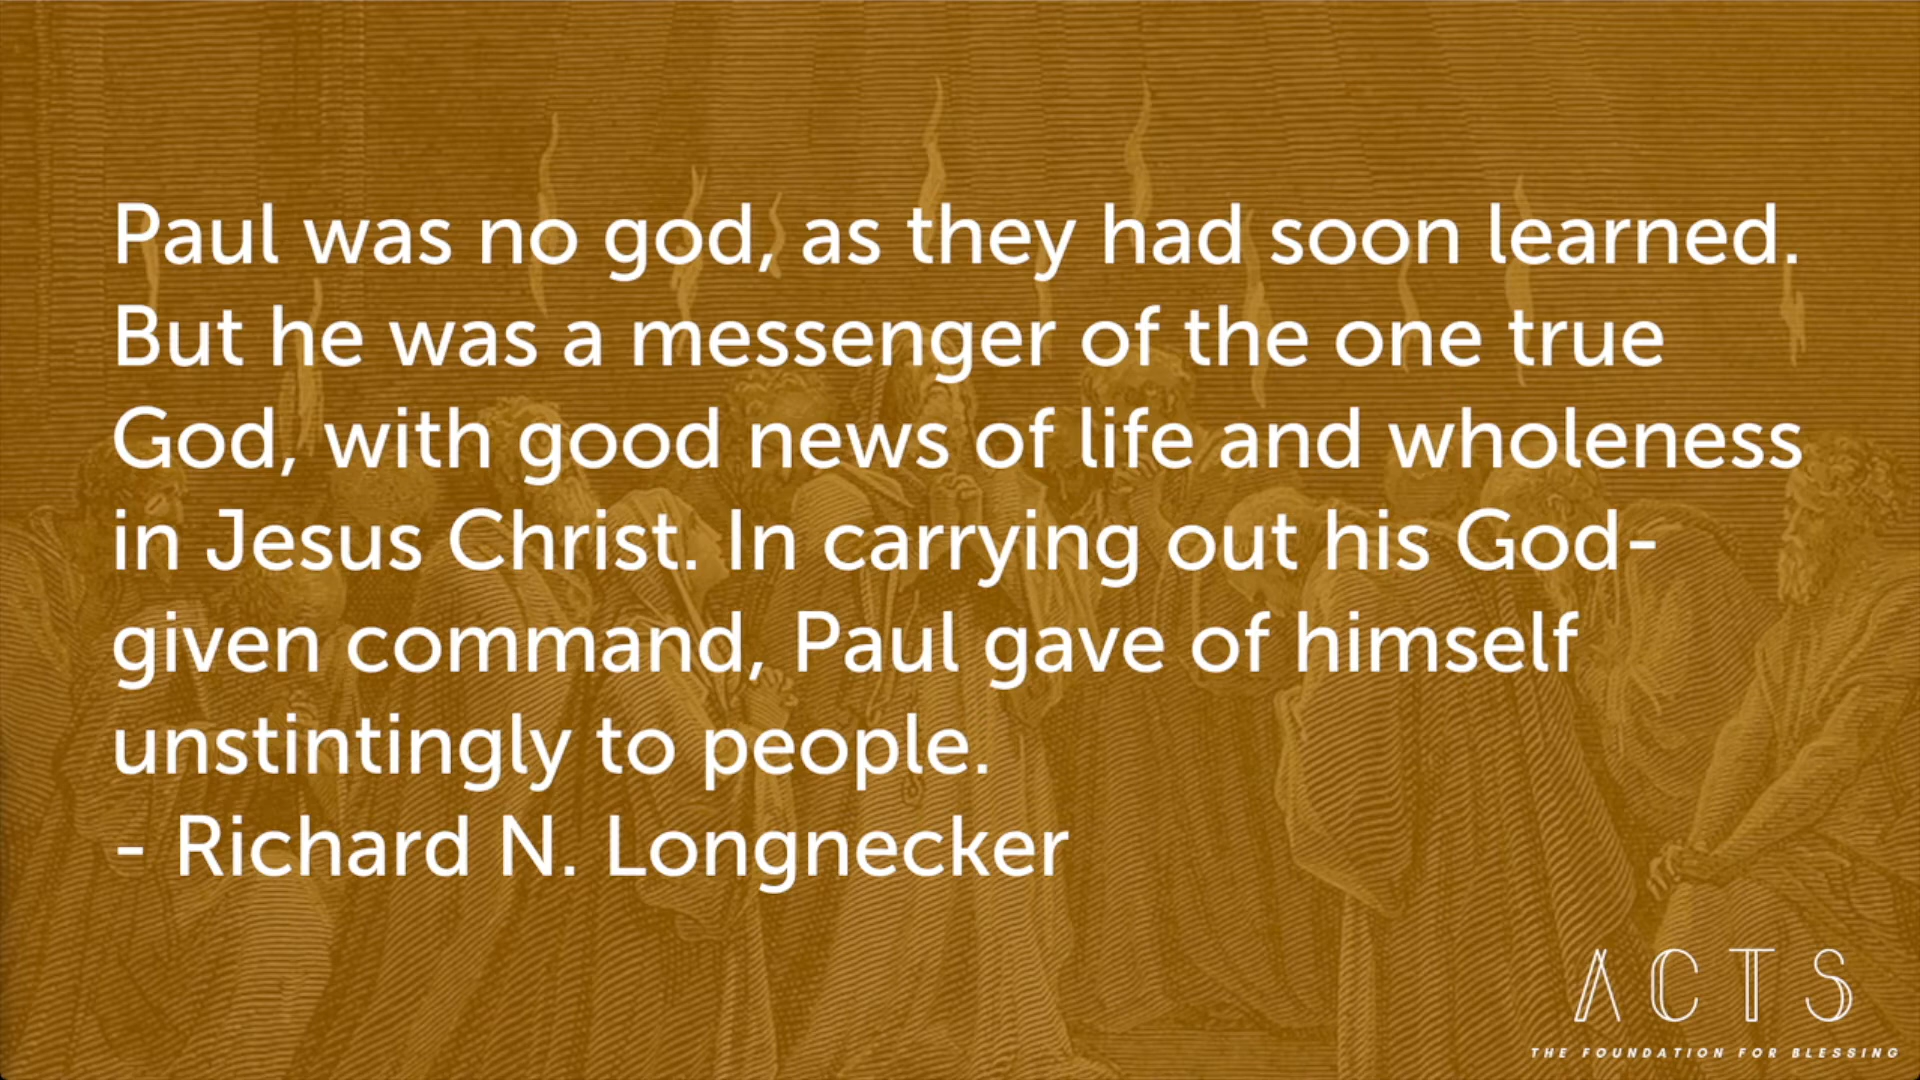 Paul was no god, as they had soon learned.
But he was a messenger of the one true
God, with good news of life and wholeness
in Jesus Christ. In carrying out his God-
given command, Paul gave of himself
unstintingly to people.
- Richard N. Longnecker
ACTS
THE FOUNDATION FOR BLESSING